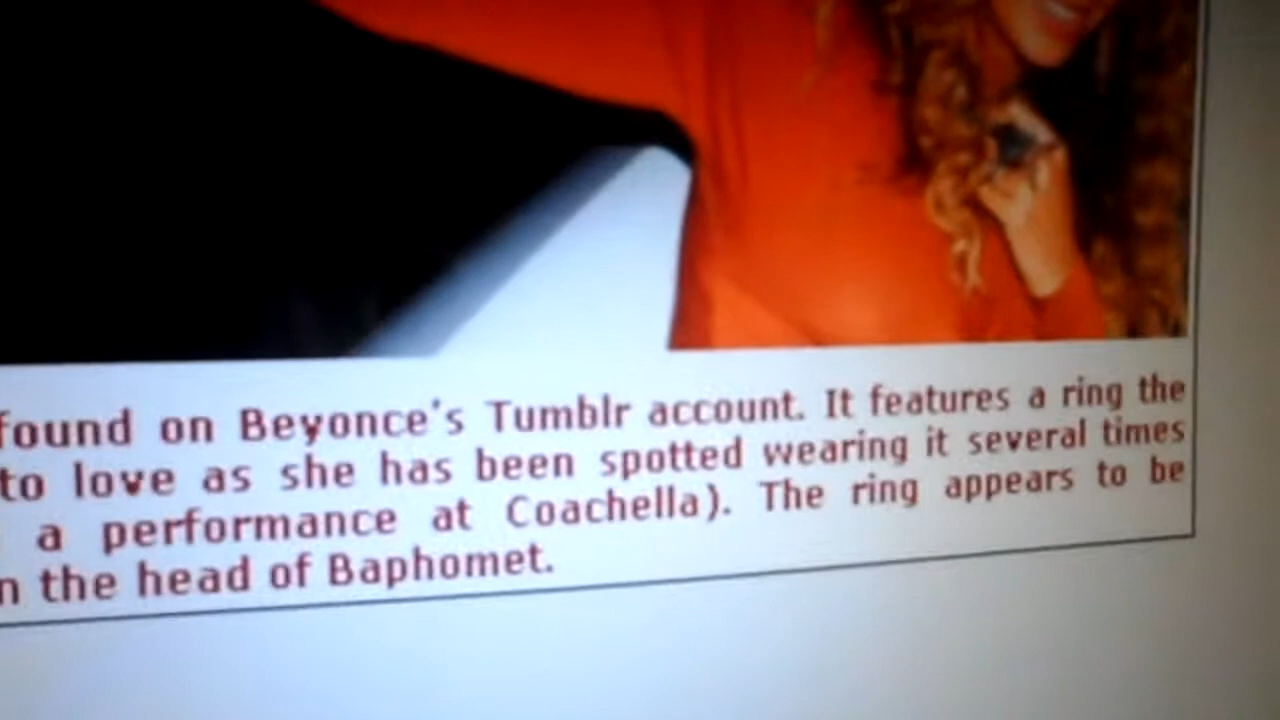 found on Beyonce's Tumblr account. It features a ring the
to love as she has been spotted wearing it several times
a performance at Coachella). The ring appears to be
the head of Baphomet.